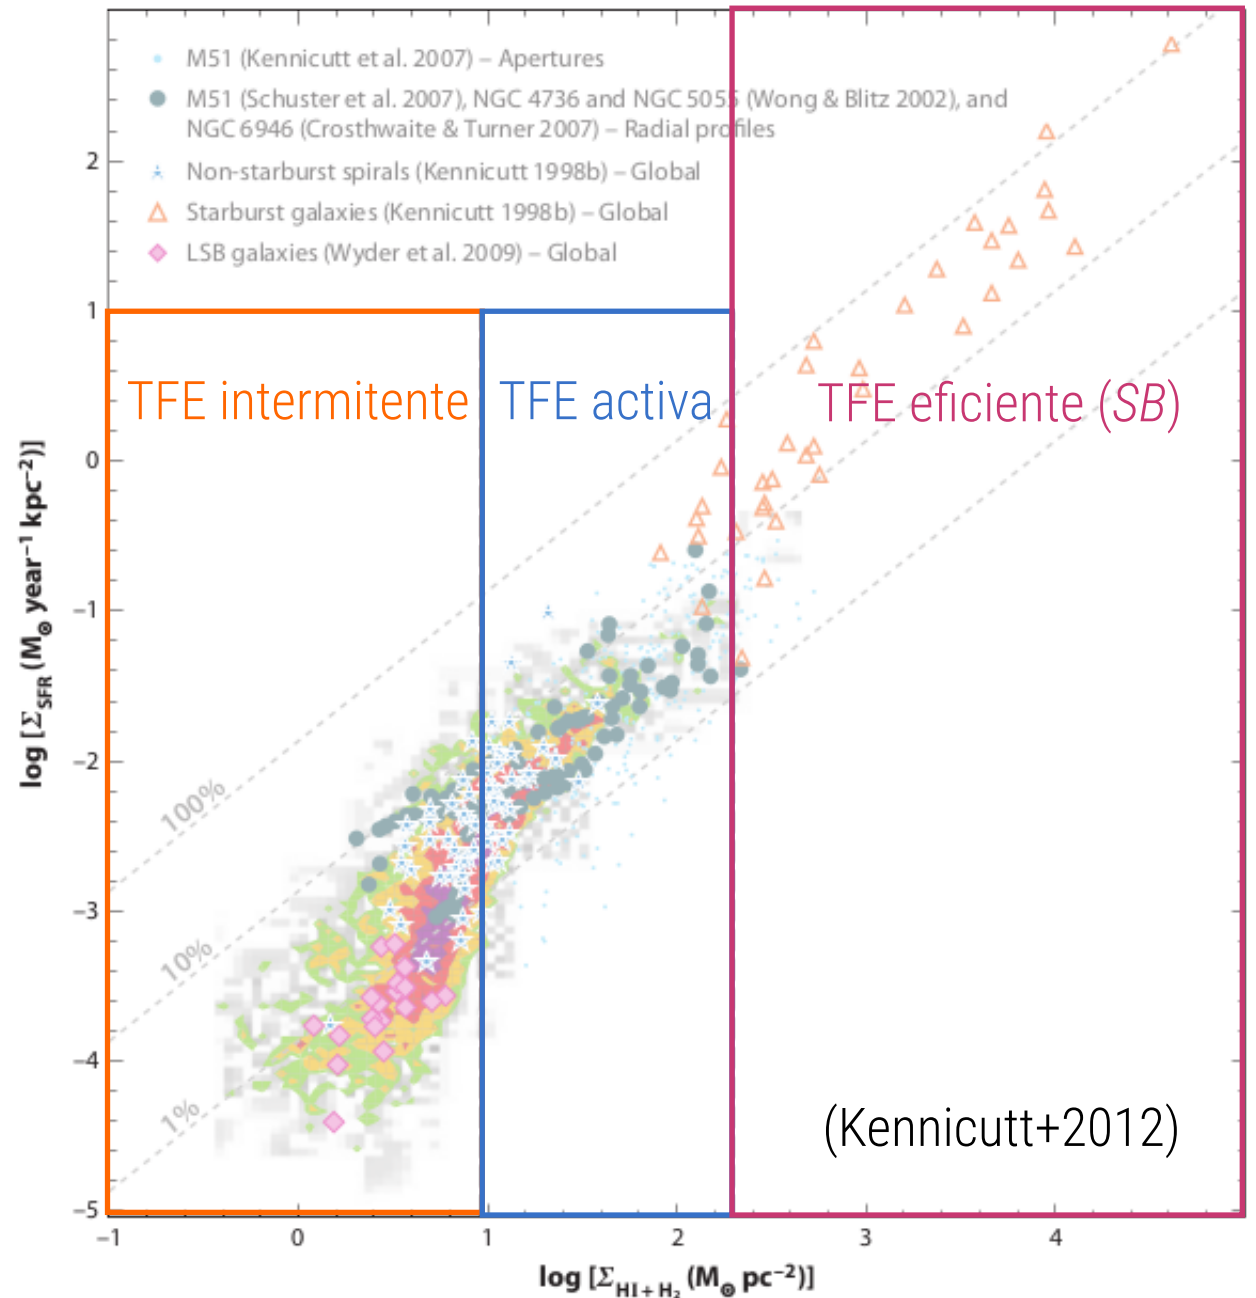 M51 (Kennicutt et al. 2007) – Apertures
M51 (Schuster et al. 2007), NGC 4736 and NGC 5055 (Wong & Blitz 2002), and
NGC 6946 (Crosthwaite & Turner 2007) – Radial profiles
Non-starburst spirals (Kennicutt 1998b) – Global
Starburst galaxies (Kennicutt 1998b) – Global
LSB galaxies (Wyder et al. 2009) – Global
2
1
0
–1
–2
–3
–4
–5
log [Σ_SFR (M⊙ year⁻¹ kpc⁻²)]
TFE intermitente
TFE activa
TFE eficiente (SB)
100%
10%
1%
(Kennicutt+2012)
–1 0 1 2 3 4
log [Σ_HI+H₂ (M⊙ pc⁻²)]